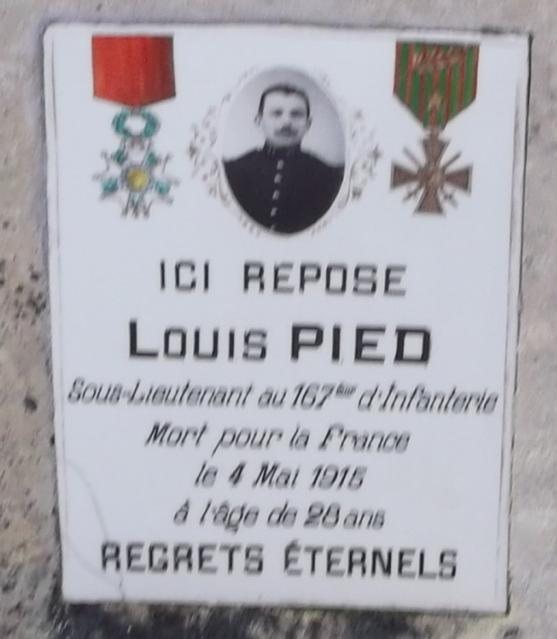 ICI REPOSE
LOUIS PIED
Sous-Lieutenant au 167ème d'Infanterie
Mort pour la France
le 4 Mai 1915
à l'âge de 28 ans
REGRETS ÉTERNELS